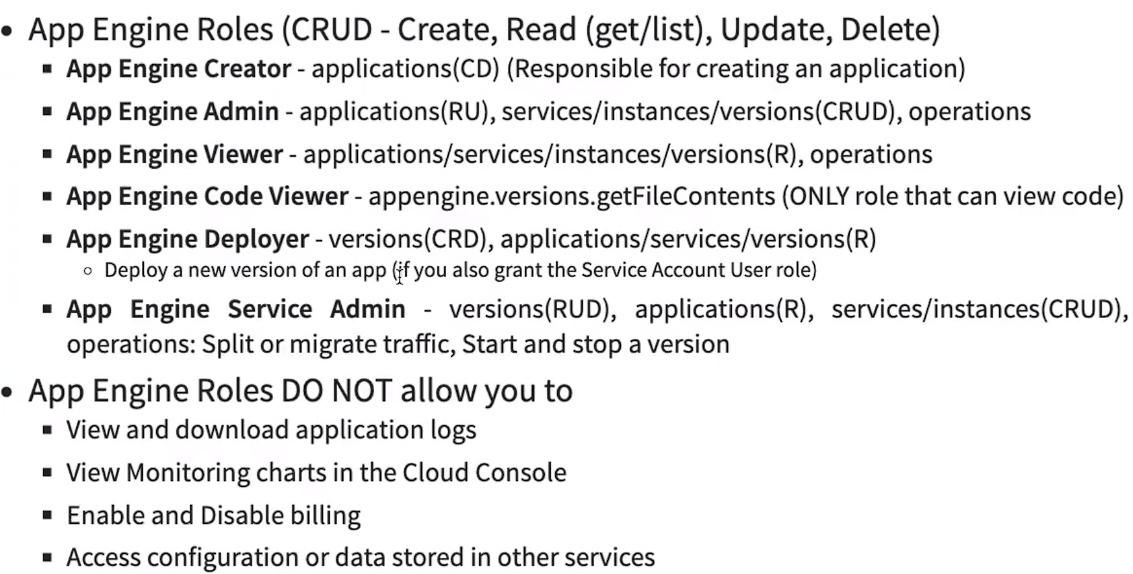 • App Engine Roles (CRUD - Create, Read (get/list), Update, Delete)
▪ App Engine Creator - applications(CD) (Responsible for creating an application)
▪ App Engine Admin - applications(RU), services/instances/versions(CRUD), operations
▪ App Engine Viewer - applications/services/instances/versions(R), operations
▪ App Engine Code Viewer - appengine.versions.getFileContents (ONLY role that can view code)
▪ App Engine Deployer - versions(CRD), applications/services/versions(R)
○ Deploy a new version of an app (if you also grant the Service Account User role)
▪ App Engine Service Admin - versions(RUD), applications(R), services/instances(CRUD),
operations: Split or migrate traffic, Start and stop a version
• App Engine Roles DO NOT allow you to
▪ View and download application logs
▪ View Monitoring charts in the Cloud Console
▪ Enable and Disable billing
▪ Access configuration or data stored in other services